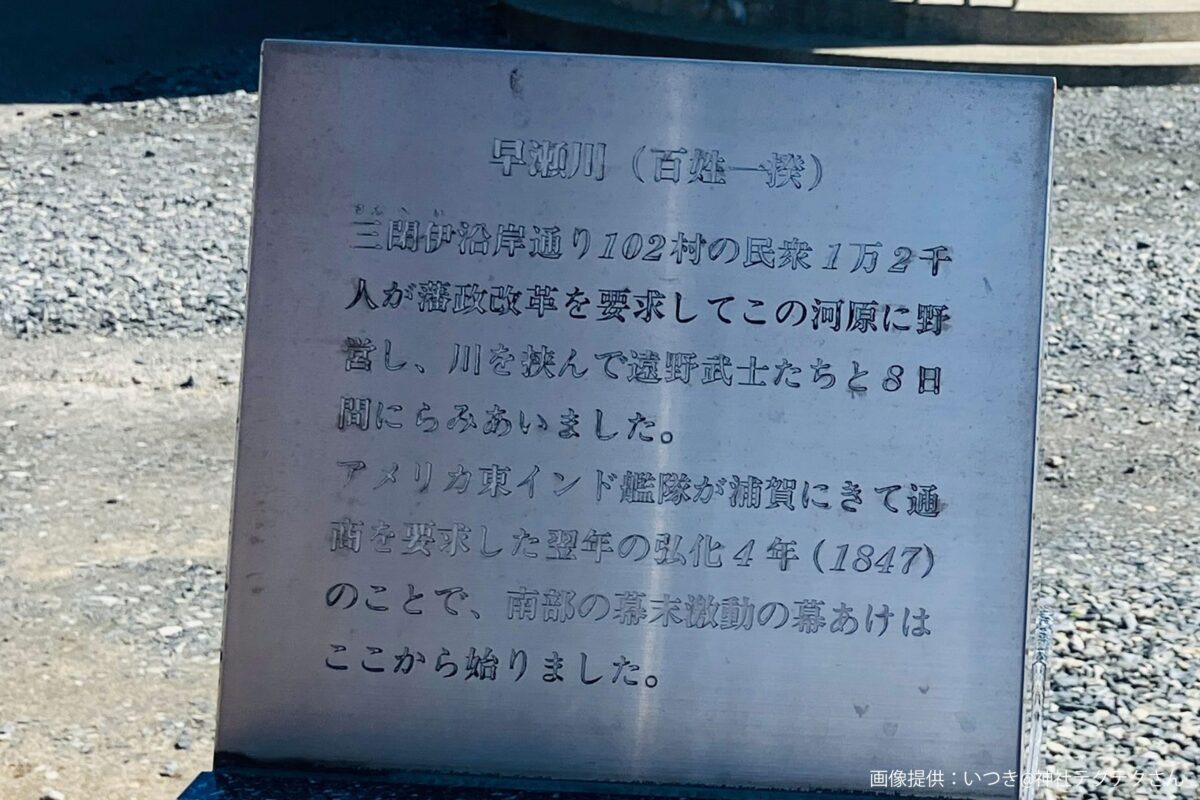 早瀬川（百姓一揆）
三閉伊沿岸通り102村の民衆1万2千
人が藩政改革を要求してこの河原に野
営し、川を挟んで遠野武士たちと8日
間にらみあいました。
アメリカ東インド艦隊が浦賀にきて通
商を要求した翌年の弘化4年(1847)
のことで、南部の幕末激動の幕あけは
ここから始りました。
画像提供：いつき@神社テクテクさん